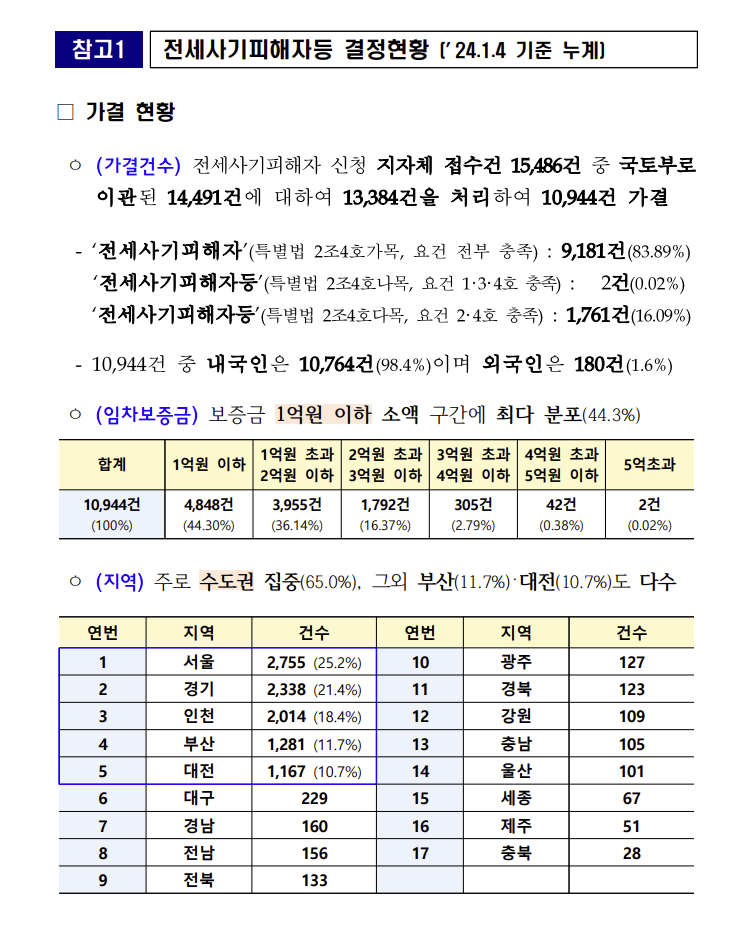 참고1 전세사기피해자등 결정현황 ('24.1.4 기준 누계)
□ 가결 현황
ㅇ (가결건수) 전세사기피해자 신청 지자체 접수건 15,486건 중 국토부로
이관된 14,491건에 대하여 13,384건을 처리하여 10,944건 가결
- ‘전세사기피해자’(특별법 2조4호가목, 요건 전부 충족) : 9,181건(83.89%)
‘전세사기피해자등’(특별법 2조4호나목, 요건 1·3·4호 충족) : 2건(0.02%)
‘전세사기피해자등’(특별법 2조4호다목, 요건 2·4호 충족) : 1,761건(16.09%)
- 10,944건 중 내국인은 10,764건(98.4%)이며 외국인은 180건(1.6%)
ㅇ (임차보증금) 보증금 1억원 이하 소액 구간에 최다 분포(44.3%)
합계 1억원 이하 1억원 초과 2억원 이하 2억원 초과 3억원 이하 3억원 초과 4억원 이하 4억원 초과 5억원 이하 5억초과
10,944건 4,848건 3,955건 1,792건 305건 42건 2건
(100%) (44.30%) (36.14%) (16.37%) (2.79%) (0.38%) (0.02%)
ㅇ (지역) 주로 수도권 집중(65.0%), 그외 부산(11.7%)·대전(10.7%)도 다수
연번 지역 건수 연번 지역 건수
1 서울 2,755 (25.2%) 10 광주 127
2 경기 2,338 (21.4%) 11 경북 123
3 인천 2,014 (18.4%) 12 강원 109
4 부산 1,281 (11.7%) 13 충남 105
5 대전 1,167 (10.7%) 14 울산 101
6 대구 229 15 세종 67
7 경남 160 16 제주 51
8 전남 156 17 충북 28
9 전북 133